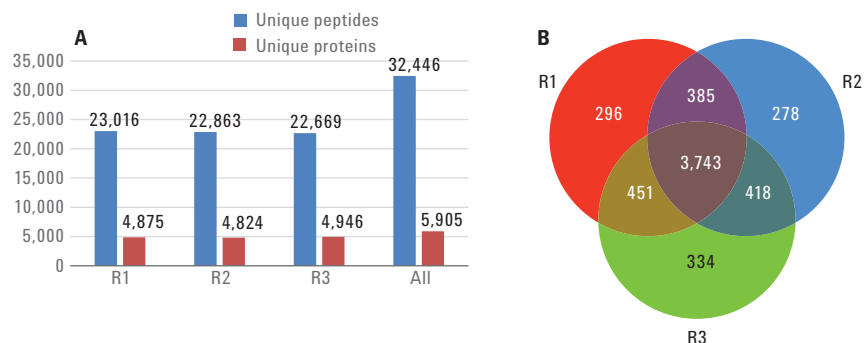 A
Unique peptides
Unique proteins
35,000
30,000
25,000
20,000
15,000
10,000
5,000
0
23,016
22,863
22,669
32,446
4,875
4,824
4,946
5,905
R1
R2
R3
All
B
R1
R2
385
296
278
3,743
451
418
334
R3